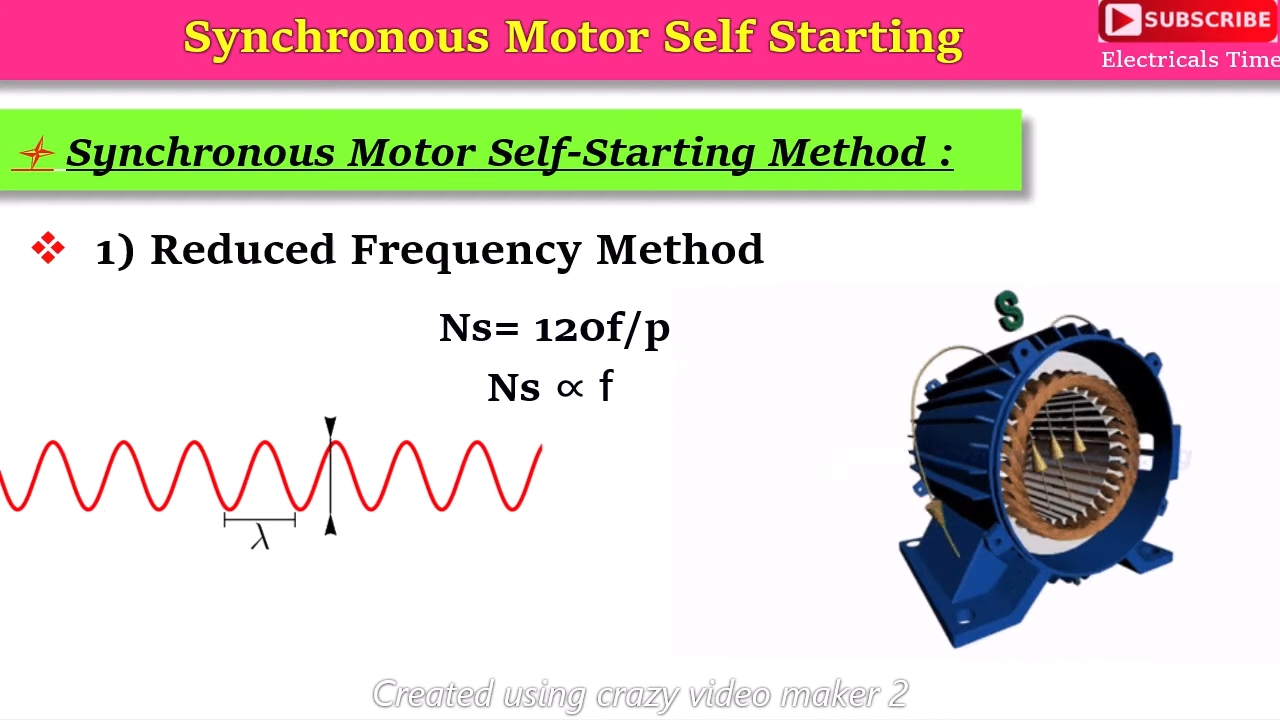 Synchronous Motor Self Starting
SUBSCRIBE
Electricals Time
Synchronous Motor Self-Starting Method :
1) Reduced Frequency Method
Ns= 120f/p
Ns ∝ f
S
λ
Created using crazy video maker 2